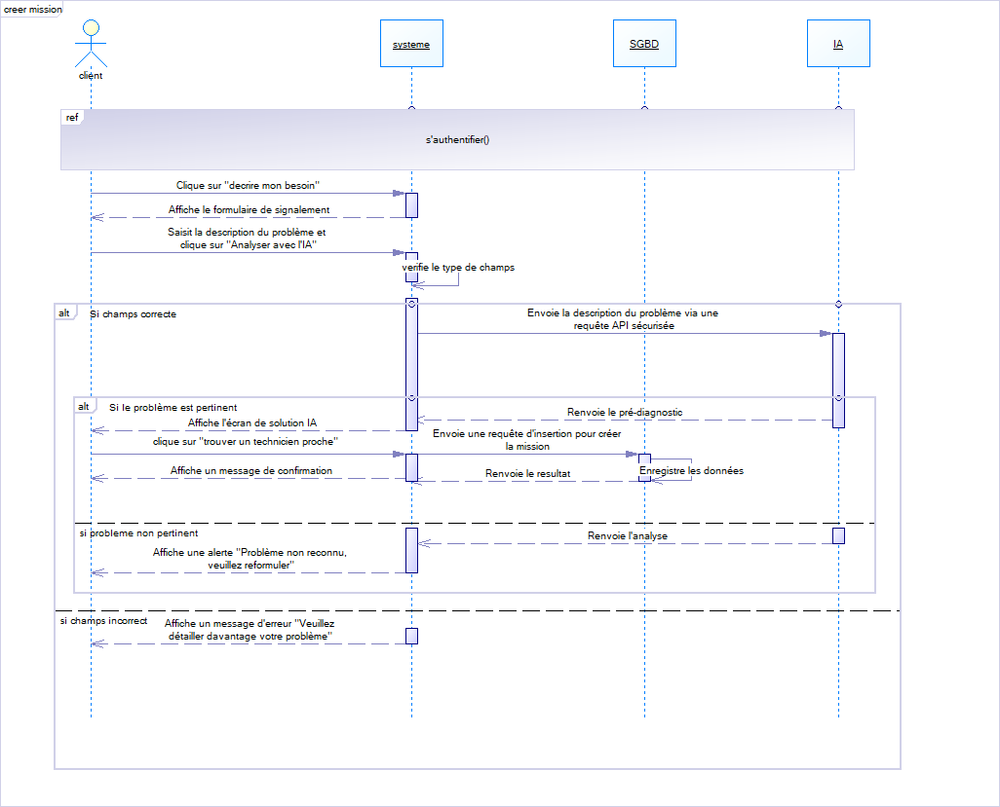 creer mission
client
systeme
SGBD
IA
ref
s'authentifier()
Clique sur "decrire mon besoin"
Affiche le formulaire de signalement
Saisit la description du problème et
clique sur "Analyser avec l'IA"
verifie le type de champs
alt
Si champs correcte
Envoie la description du problème via une
requête API sécurisée
alt
Si le problème est pertinent
Renvoie le pré-diagnostic
Affiche l'écran de solution IA
clique sur "trouver un technicien proche"
Envoie une requête d'insertion pour créer
la mission
Affiche un message de confirmation
Renvoie le resultat
Enregistre les données
si probleme non pertinent
Renvoie l'analyse
Affiche une alerte "Problème non reconnu,
veuillez reformuler"
si champs incorrect
Affiche un message d'erreur "Veuillez
détailler davantage votre problème"